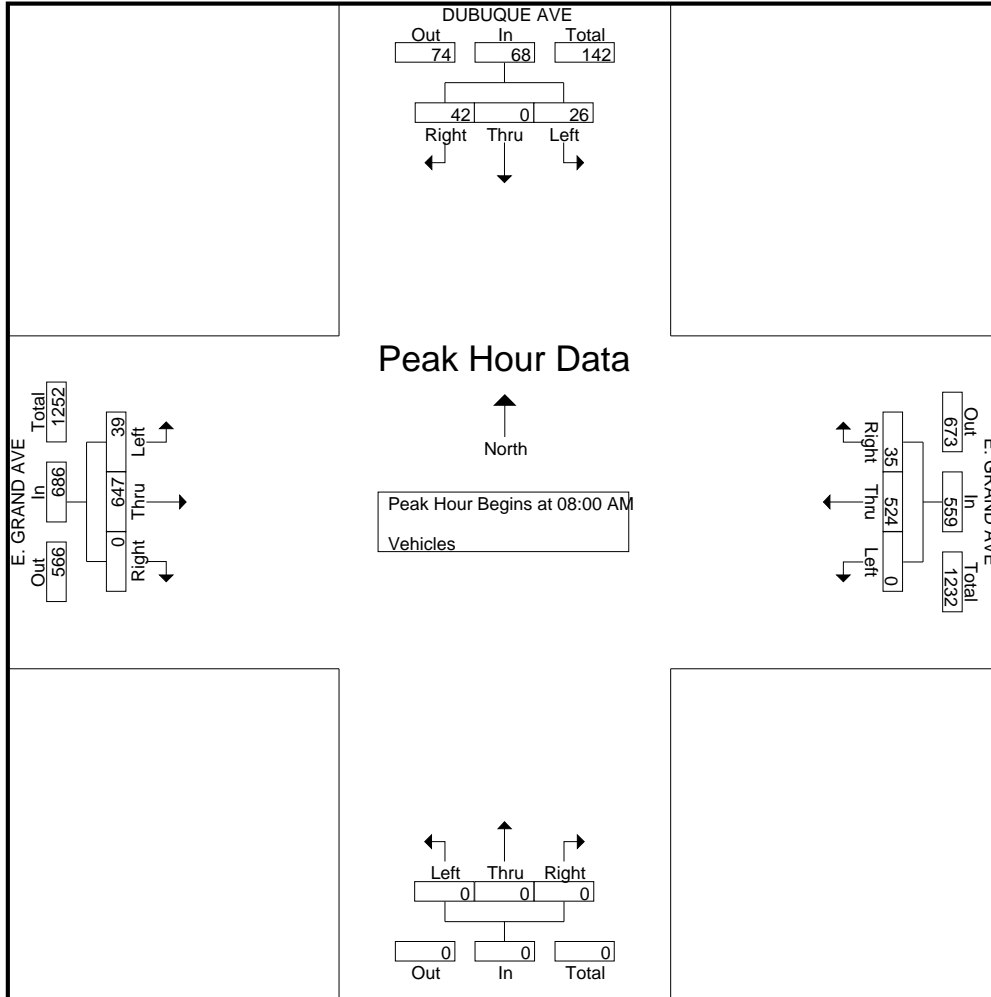 DUBUQUE AVE
Out In Total
74 68 142
42 0 26
Right Thru Left
Peak Hour Data
North
Peak Hour Begins at 08:00 AM
Vehicles
E. GRAND AVE
Out In Total
566 686 1252
39 647 0
Left Thru Right
E. GRAND AVE
Out In Total
673 559 1232
35 524 0
Right Thru Left
Left Thru Right
0 0 0
0 0 0
Out In Total